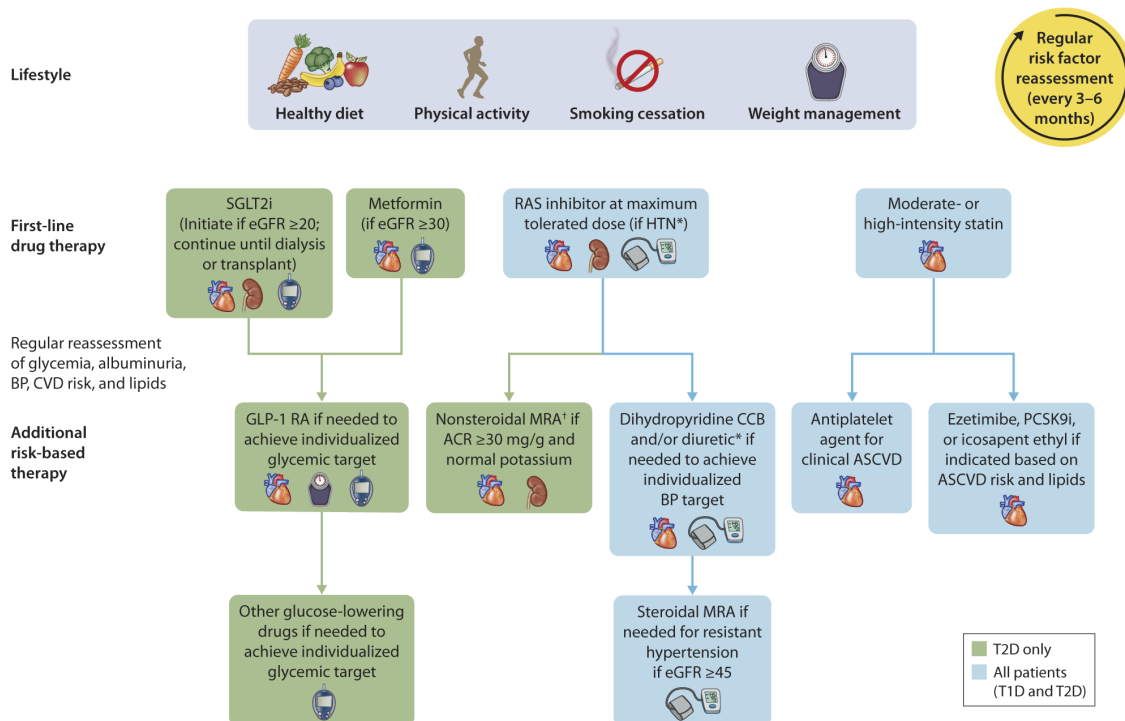 Lifestyle
Healthy diet
Physical activity
Smoking cessation
Weight management
Regular
risk factor
reassessment
(every 3–6
months)
First-line
drug therapy
SGLT2i
(Initiate if eGFR ≥20;
continue until dialysis
or transplant)
Metformin
(if eGFR ≥30)
RAS inhibitor at maximum
tolerated dose (if HTN*)
Moderate- or
high-intensity statin
Regular reassessment
of glycemia, albuminuria,
BP, CVD risk, and lipids
Additional
risk-based
therapy
GLP-1 RA if needed to
achieve individualized
glycemic target
Nonsteroidal MRA† if
ACR ≥30 mg/g and
normal potassium
Dihydropyridine CCB
and/or diuretic* if
needed to achieve
individualized
BP target
Antiplatelet
agent for
clinical ASCVD
Ezetimibe, PCSK9i,
or icosapent ethyl if
indicated based on
ASCVD risk and lipids
Other glucose-lowering
drugs if needed to
achieve individualized
glycemic target
Steroidal MRA if
needed for resistant
hypertension
if eGFR ≥45
T2D only
All patients
(T1D and T2D)